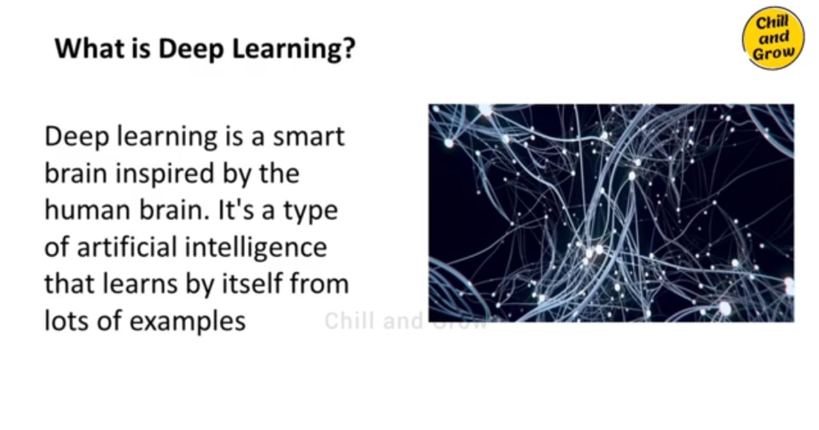 What is Deep Learning?
Chill
and
Grow
Deep learning is a smart
brain inspired by the
human brain. It's a type
of artificial intelligence
that learns by itself from
lots of examples
Chill and Grow